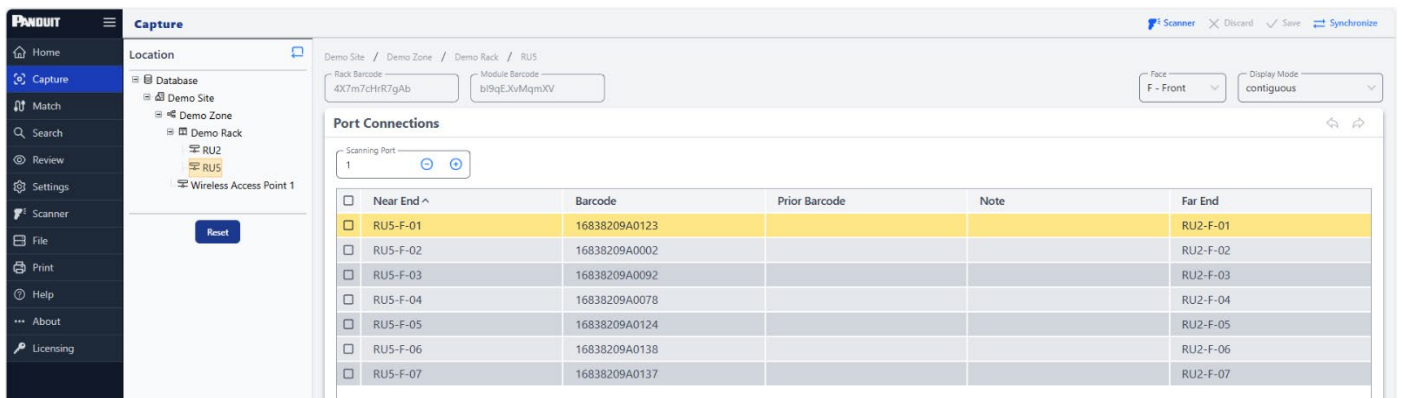 PANDUIT
Capture
Scanner Discard Save Synchronize
Home
Capture
Match
Search
Review
Settings
Scanner
File
Print
Help
About
Licensing
Location
Database
Demo Site
Demo Zone
Demo Rack
RU2
RU5
Wireless Access Point 1
Reset
Demo Site / Demo Zone / Demo Rack / RU5
Rack Barcode
4X7m7cHrR7gAb
Module Barcode
bI9qE.XvMqmXV
Face
F - Front
Display Mode
contiguous
Port Connections
Scanning Port
1
Near End Barcode Prior Barcode Note Far End
RU5-F-01 16838209A0123 RU2-F-01
RU5-F-02 16838209A0002 RU2-F-02
RU5-F-03 16838209A0092 RU2-F-03
RU5-F-04 16838209A0078 RU2-F-04
RU5-F-05 16838209A0124 RU2-F-05
RU5-F-06 16838209A0138 RU2-F-06
RU5-F-07 16838209A0137 RU2-F-07